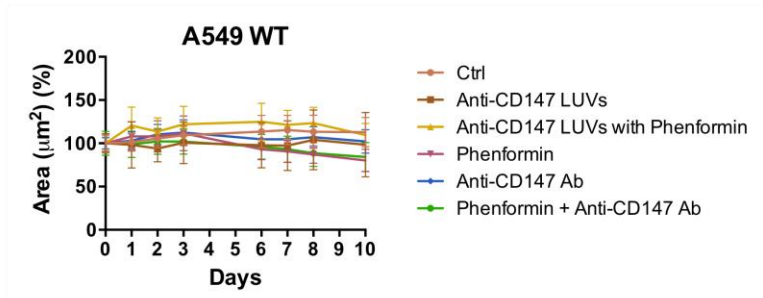 A549 WT
Area (µm²) (%)
200
150
100
50
0
0 1 2 3 4 5 6 7 8 9 10
Days
Ctrl
Anti-CD147 LUVs
Anti-CD147 LUVs with Phenformin
Phenformin
Anti-CD147 Ab
Phenformin + Anti-CD147 Ab